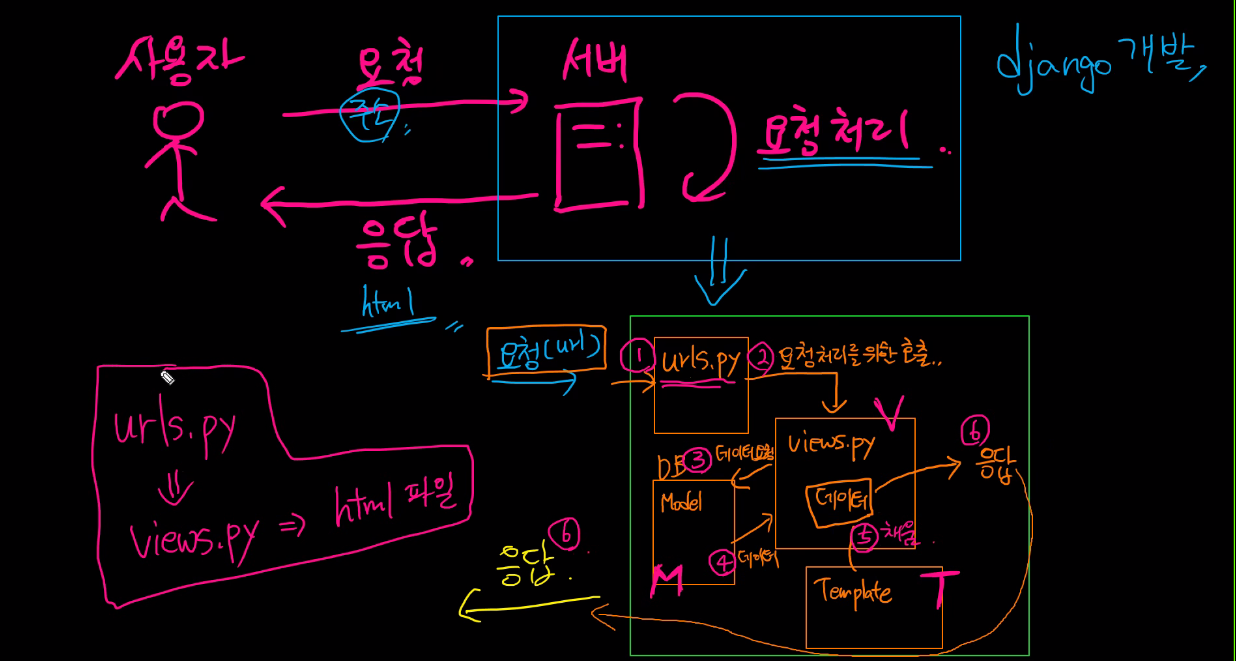 사용자
요청
주소..
응답..
html
서버
요청처리..
django 개발,
요청(url)
① urls.py
② 요청처리를 위한 호출..
V
views.py
데이터
⑤ 채움.
DB ③ 데이터요청
Model
M
④ 데이터
Template
T
⑥
응답
⑥.
응답.
urls.py
⇓
views.py ⇒ html 파일